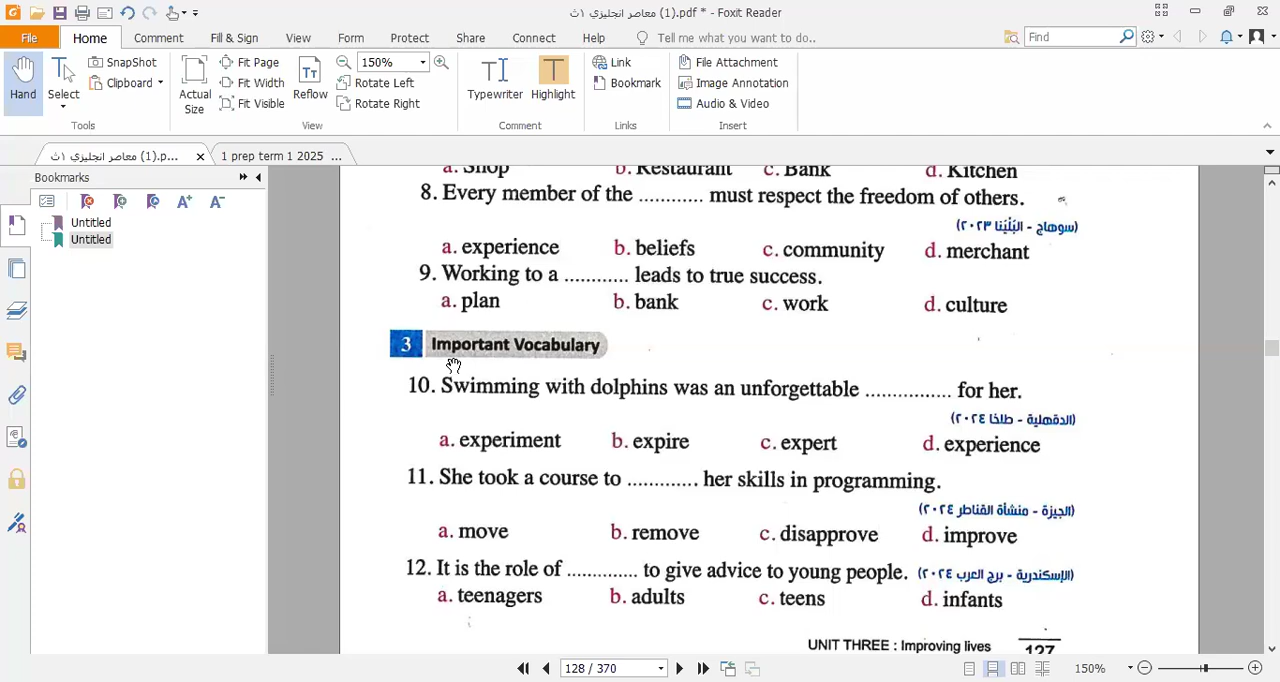 معاصر انجليزي ١ث (1).pdf * - Foxit Reader
File Home Comment Fill & Sign View Form Protect Share Connect Help Tell me what you want to do.. Find
Hand
Select
SnapShot
Clipboard
Actual Size
Fit Page
Fit Width
Fit Visible
Reflow
150%
Rotate Left
Rotate Right
Typewriter
Highlight
Link
Bookmark
File Attachment
Image Annotation
Audio & Video
Tools View Comment Links Insert
معاصر انجليزي ١ث (1).p... 1 prep term 1 2025 ...
Bookmarks
Untitled
Untitled
a. Shop b. Restaurant c. Bank d. Kitchen
8. Every member of the ............ must respect the freedom of others.
(سوهاج - البَلْيَنا ٢٠٢٣)
a. experience b. beliefs c. community d. merchant
9. Working to a ............ leads to true success.
a. plan b. bank c. work d. culture
3 Important Vocabulary
10. Swimming with dolphins was an unforgettable ................ for her.
(الدقهلية - طلخا ٢٠٢٤)
a. experiment b. expire c. expert d. experience
11. She took a course to ............. her skills in programming.
(الجيزة - منشأة القناطر ٢٠٢٤)
a. move b. remove c. disapprove d. improve
12. It is the role of ............. to give advice to young people. (الإسكندرية - برج العرب ٢٠٢٤)
a. teenagers b. adults c. teens d. infants
UNIT THREE : Improving lives 127
128 / 370 150%